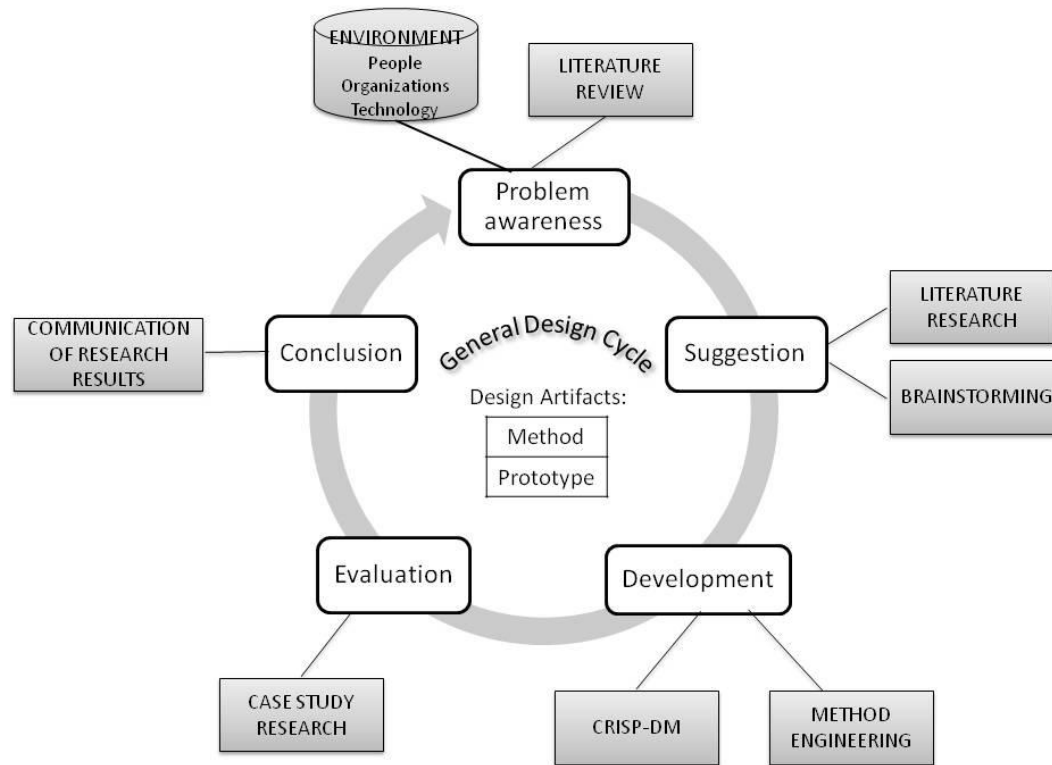 ENVIRONMENT
People
Organizations
Technology
LITERATURE
REVIEW
Problem
awareness
LITERATURE
RESEARCH
COMMUNICATION
OF RESEARCH
RESULTS
Conclusion
General Design Cycle
Suggestion
BRAINSTORMING
Design Artifacts:
Method
Prototype
Evaluation
Development
CASE STUDY
RESEARCH
CRISP-DM
METHOD
ENGINEERING